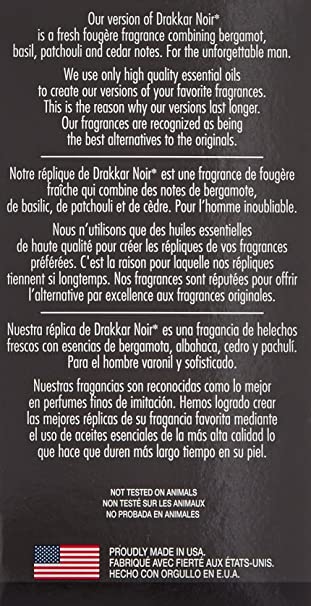 Our version of Drakkar Noir*
is a fresh fougère fragrance combining bergamot,
basil, patchouli and cedar notes. For the unforgettable man.
We use only high quality essential oils
to create our versions of your favorite fragrances.
This is the reason why our versions last longer.
Our fragrances are recognized as being
the best alternatives to the originals.
Notre réplique de Drakkar Noir* est une fragrance de fougère
fraîche qui combine des notes de bergamote,
de basilic, de patchouli et de cèdre. Pour l'homme inoubliable.
Nous n'utilisons que des huiles essentielles
de haute qualité pour créer les répliques de vos fragrances
préférées. C'est la raison pour laquelle nos répliques
tiennent si longtemps. Nos fragrances sont réputées pour offrir
l'alternative par excellence aux fragrances originales.
Nuestra réplica de Drakkar Noir* es una fragancia de helechos
frescos con esencias de bergamota, albahaca, cedro y pachuli.
Para el hombre varonil y sofisticado.
Nuestras fragancias son reconocidas como lo mejor
en perfumes finos de imitación. Hemos logrado crear
las mejores réplicas de su fragancia favorita mediante
el uso de aceites esenciales de la más alta calidad lo
que hace que duren más largo tiempo en su piel.
NOT TESTED ON ANIMALS
NON TESTÉ SUR LES ANIMAUX
NO PROBADA EN ANIMALES
PROUDLY MADE IN USA.
FABRIQUÉ AVEC FIERTÉ AUX ÉTATS-UNIS.
HECHO CON ORGULLO EN E.U.A.